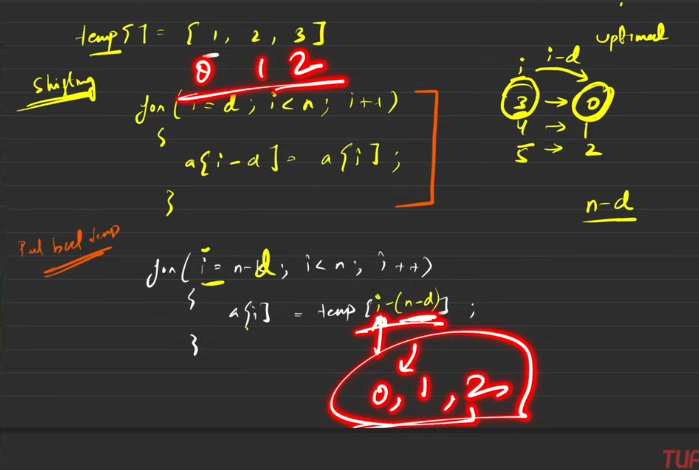 temp[] = [1, 2, 3]
0 1 2
optimal
Shifting
for(i = d; i<n; i++)
{
a[i-d] = a[i];
}
i i-d
3 → 0
4 → 1
5 → 2
n-d
Put back temp
for(i = n-d; i<n; i++)
{
a[i] = temp[i-(n-d)];
}
0, 1, 2
TUF